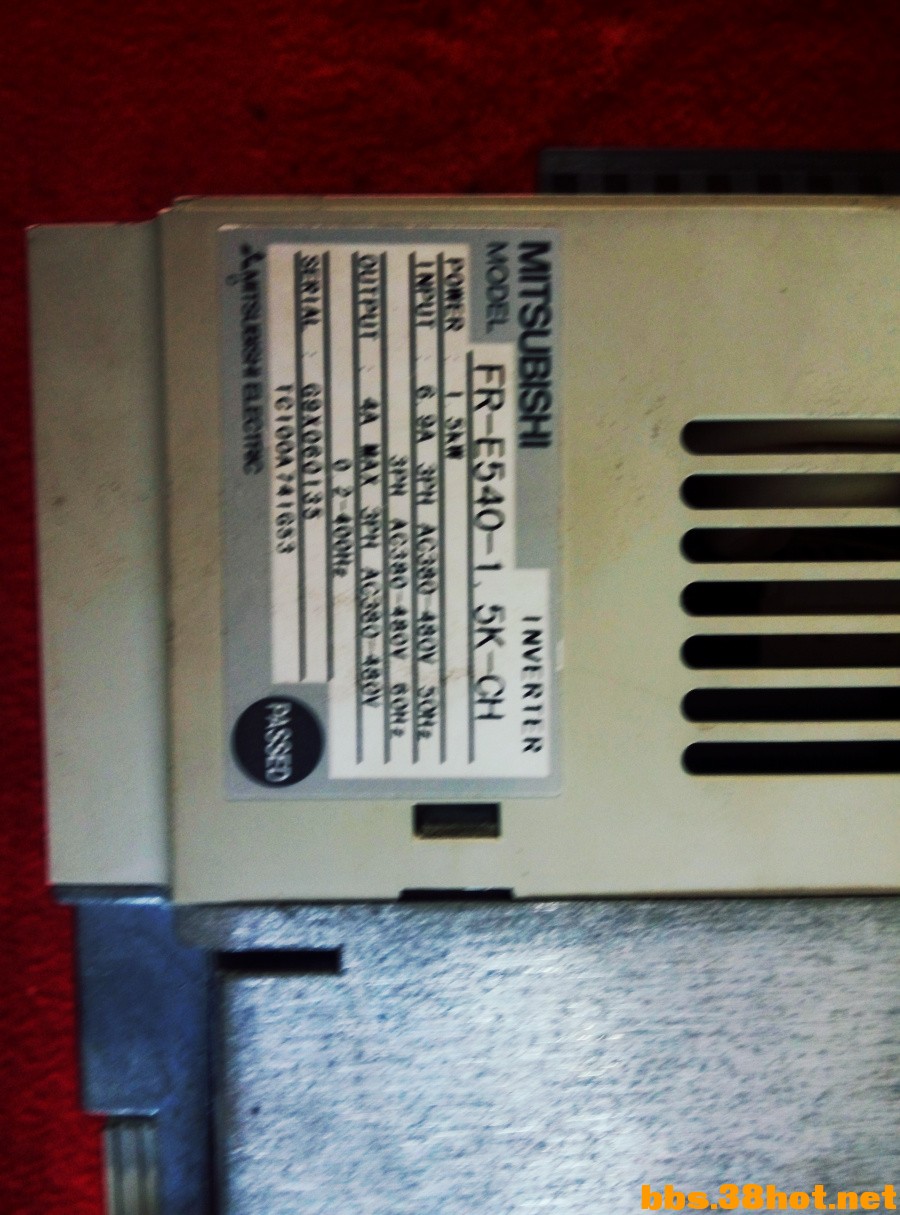 MITSUBISHI
INVERTER
MODEL FR-E540-1.5K-CH
POWER : 1.5kW
INPUT : 6.9A 3PH AC380-480V 50Hz
3PH AC380-480V 60Hz
OUTPUT : 4A MAX 3PH AC380-480V
0.2-400Hz
SERIAL : G9X060135
TC100A741G53
MITSUBISHI ELECTRIC
PASSED
bbs.38hot.net